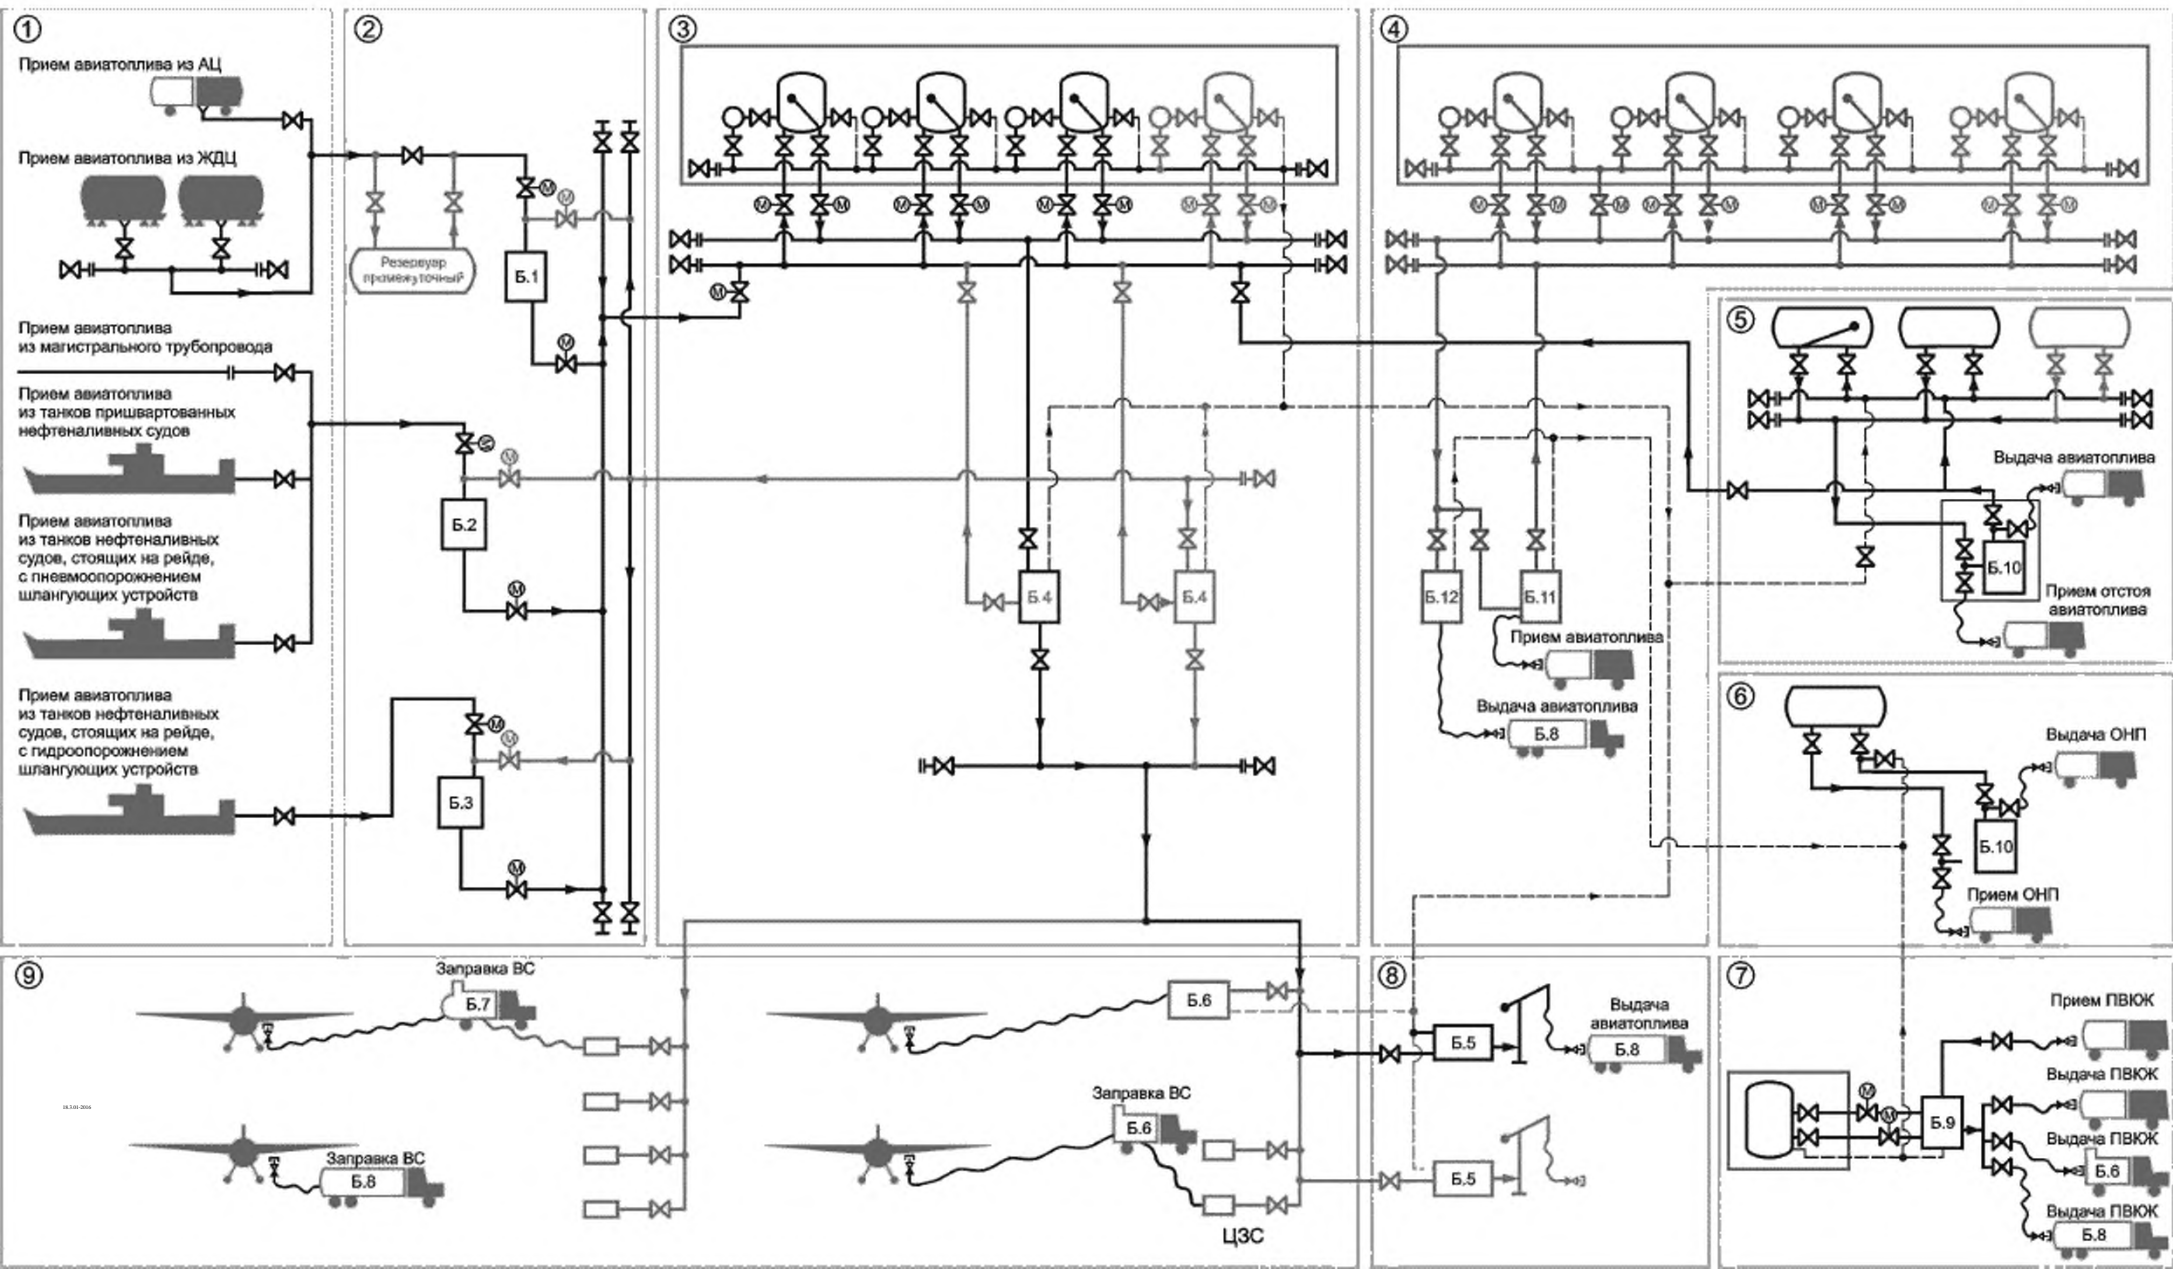 ①
Прием авиатоплива из АЦ
Прием авиатоплива из ЖДЦ
Прием авиатоплива
из магистрального трубопровода
Прием авиатоплива
из танков пришвартованных
нефтеналивных судов
Прием авиатоплива
из танков нефтеналивных
судов, стоящих на рейде,
с пневмоопорожнением
шлангующих устройств
Прием авиатоплива
из танков нефтеналивных
судов, стоящих на рейде,
с гидроопорожнением
шлангующих устройств
②
М
М
Резервуар
промежуточный
Б.1
М
М
Б.2
М
М
М
Б.3
М
③
М
М
М
М
М
М
М
М
М
Б.4
Б.4
④
М
М
М
М
М
М
М
М
М
Б.12
Б.11
Прием авиатоплива
Выдача авиатоплива
Б.8
⑤
Выдача авиатоплива
Б.10
Прием отстоя
авиатоплива
⑥
Выдача ОНП
Б.10
Прием ОНП
⑦
Прием ПВКЖ
Выдача ПВКЖ
М
М
Б.9
Выдача ПВКЖ
Б.6
Выдача ПВКЖ
Б.8
⑧
Выдача
авиатоплива
Б.5
Б.8
Б.5
⑨
Заправка ВС
Б.7
Б.6
Заправка ВС
Б.6
Заправка ВС
Б.8
ЦЗС